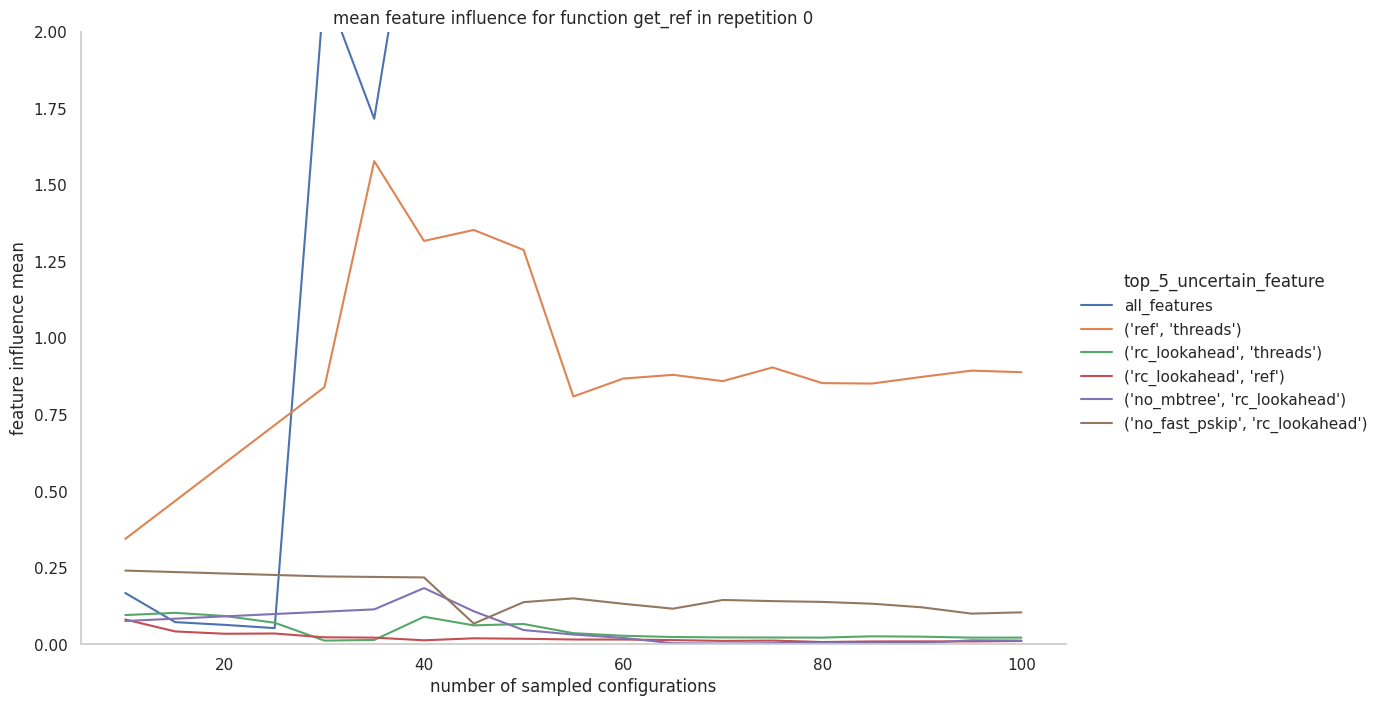 mean feature influence for function get_ref in repetition 0
2.00
1.75
1.50
1.25
1.00
0.75
0.50
0.25
0.00
feature influence mean
20 40 60 80 100
number of sampled configurations
top_5_uncertain_feature
all_features
('ref', 'threads')
('rc_lookahead', 'threads')
('rc_lookahead', 'ref')
('no_mbtree', 'rc_lookahead')
('no_fast_pskip', 'rc_lookahead')